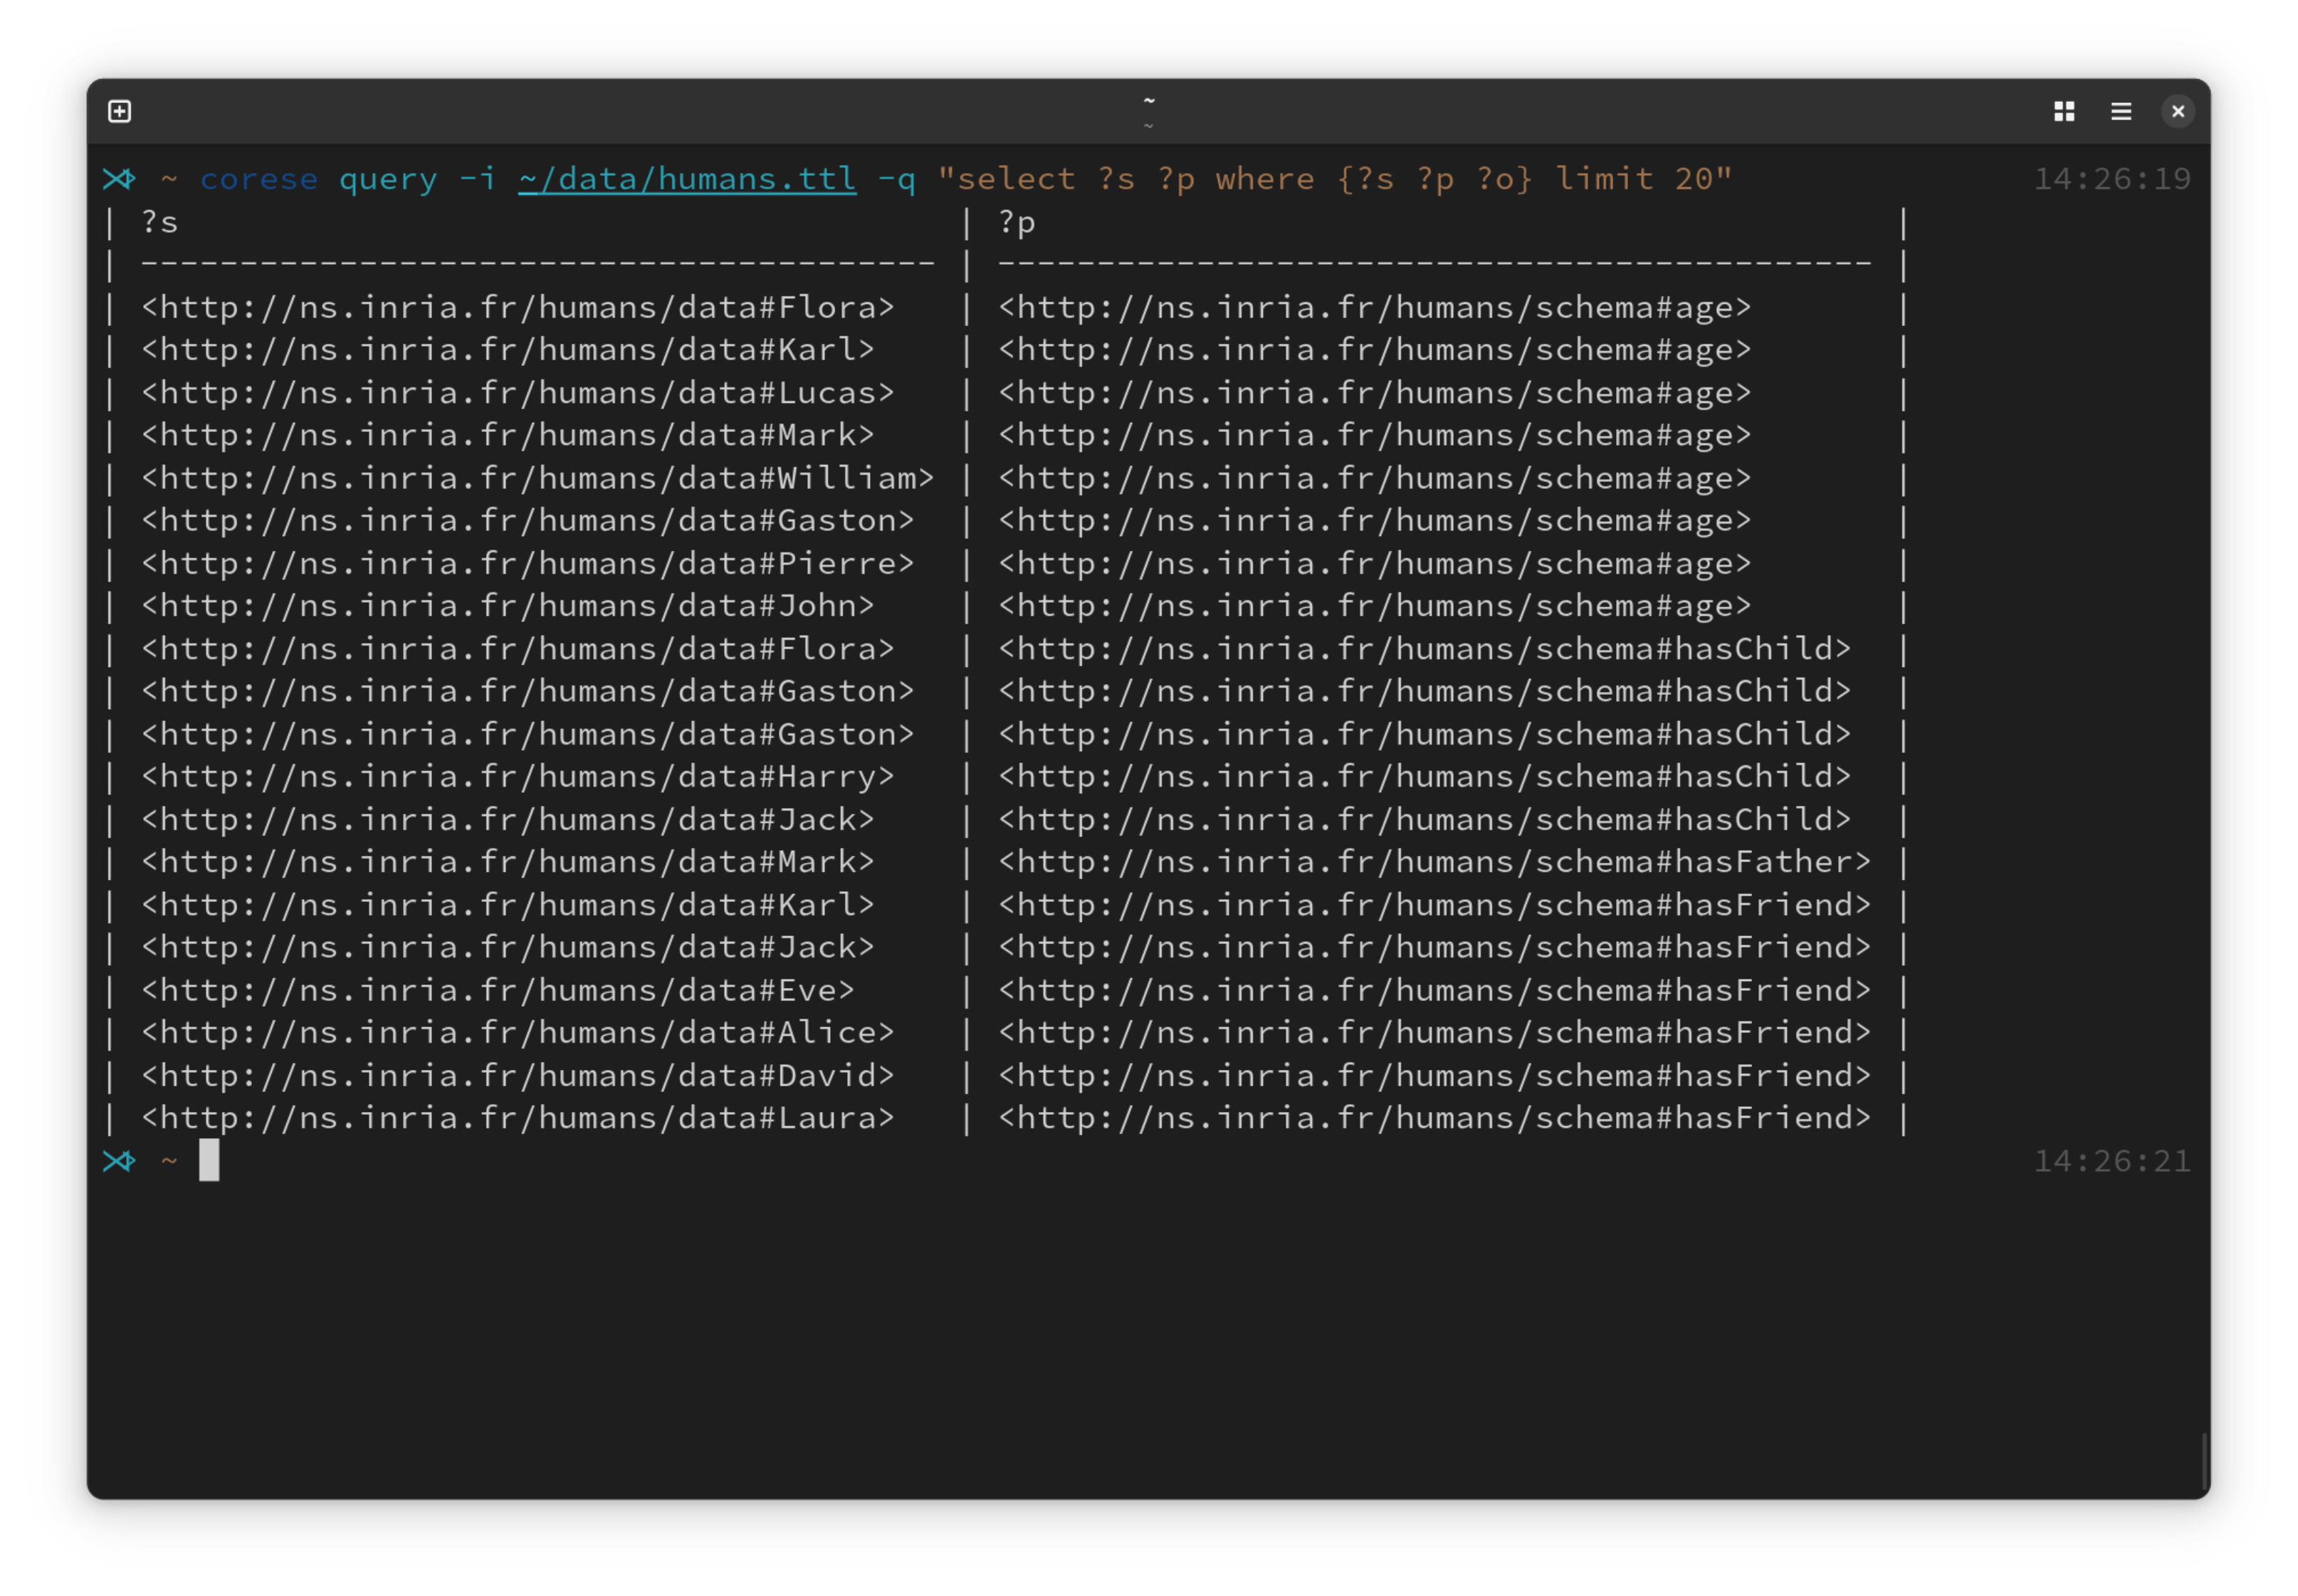 ~
~
~ corese query -i ~/data/humans.ttl -q "select ?s ?p where {?s ?p ?o} limit 20" 14:26:19
| ?s | ?p |
| ---------------------------------------- | -------------------------------------------- |
| <http://ns.inria.fr/humans/data#Flora> | <http://ns.inria.fr/humans/schema#age> |
| <http://ns.inria.fr/humans/data#Karl> | <http://ns.inria.fr/humans/schema#age> |
| <http://ns.inria.fr/humans/data#Lucas> | <http://ns.inria.fr/humans/schema#age> |
| <http://ns.inria.fr/humans/data#Mark> | <http://ns.inria.fr/humans/schema#age> |
| <http://ns.inria.fr/humans/data#William> | <http://ns.inria.fr/humans/schema#age> |
| <http://ns.inria.fr/humans/data#Gaston> | <http://ns.inria.fr/humans/schema#age> |
| <http://ns.inria.fr/humans/data#Pierre> | <http://ns.inria.fr/humans/schema#age> |
| <http://ns.inria.fr/humans/data#John> | <http://ns.inria.fr/humans/schema#age> |
| <http://ns.inria.fr/humans/data#Flora> | <http://ns.inria.fr/humans/schema#hasChild> |
| <http://ns.inria.fr/humans/data#Gaston> | <http://ns.inria.fr/humans/schema#hasChild> |
| <http://ns.inria.fr/humans/data#Gaston> | <http://ns.inria.fr/humans/schema#hasChild> |
| <http://ns.inria.fr/humans/data#Harry> | <http://ns.inria.fr/humans/schema#hasChild> |
| <http://ns.inria.fr/humans/data#Jack> | <http://ns.inria.fr/humans/schema#hasChild> |
| <http://ns.inria.fr/humans/data#Mark> | <http://ns.inria.fr/humans/schema#hasFather> |
| <http://ns.inria.fr/humans/data#Karl> | <http://ns.inria.fr/humans/schema#hasFriend> |
| <http://ns.inria.fr/humans/data#Jack> | <http://ns.inria.fr/humans/schema#hasFriend> |
| <http://ns.inria.fr/humans/data#Eve> | <http://ns.inria.fr/humans/schema#hasFriend> |
| <http://ns.inria.fr/humans/data#Alice> | <http://ns.inria.fr/humans/schema#hasFriend> |
| <http://ns.inria.fr/humans/data#David> | <http://ns.inria.fr/humans/schema#hasFriend> |
| <http://ns.inria.fr/humans/data#Laura> | <http://ns.inria.fr/humans/schema#hasFriend> |
~ 14:26:21